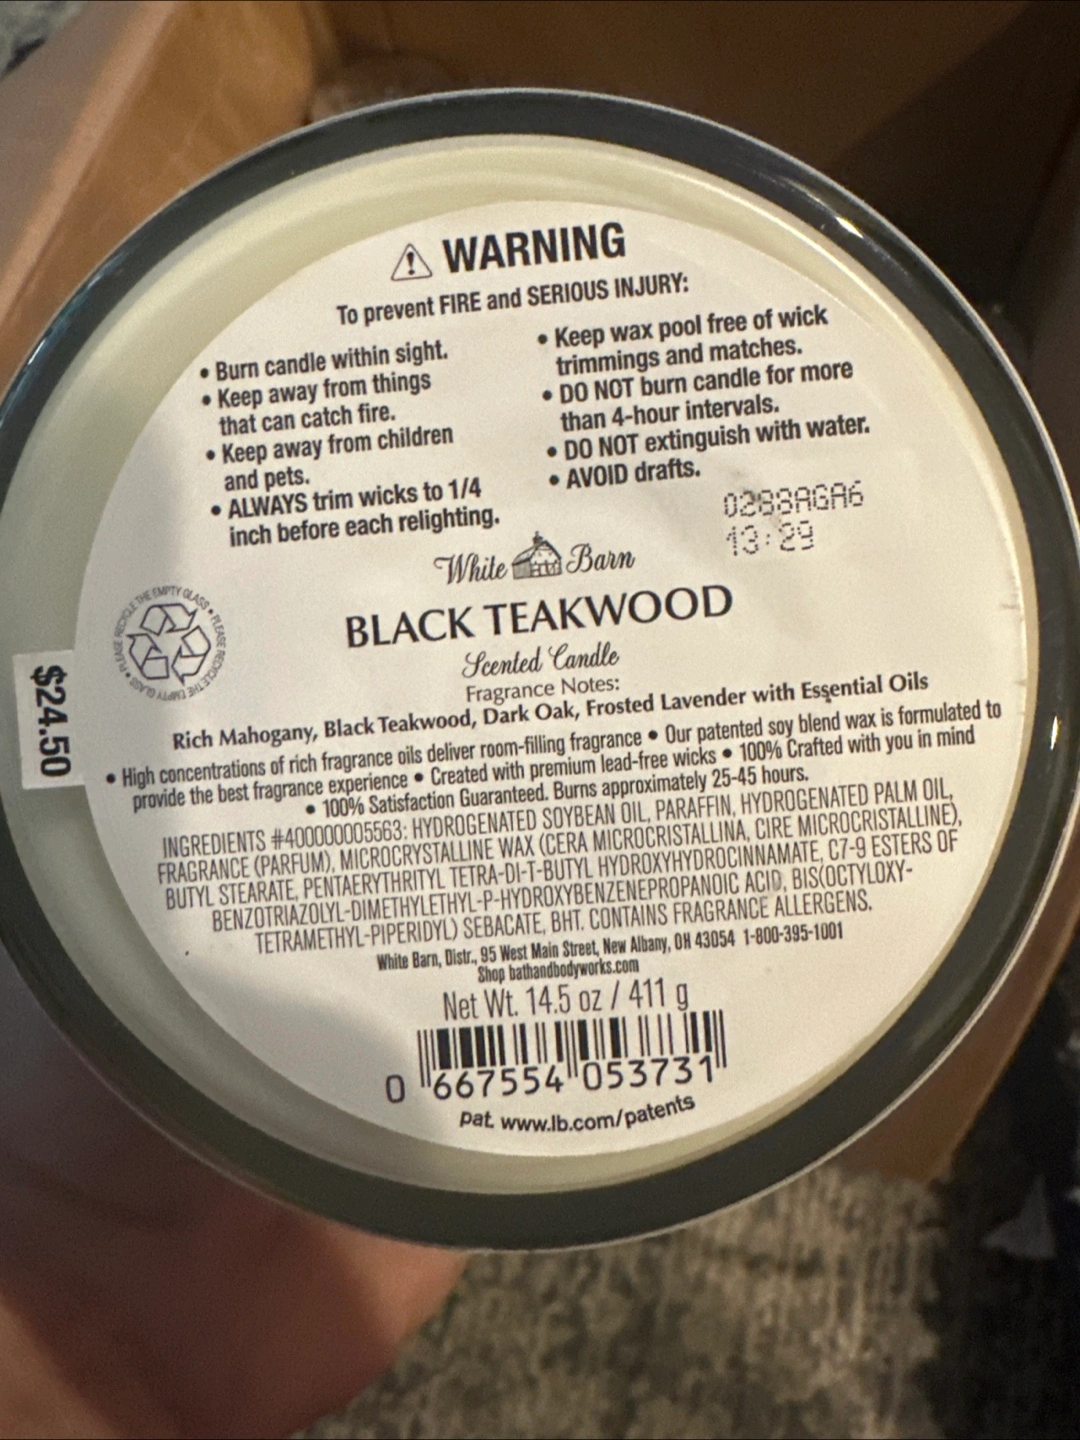 WARNING
To prevent FIRE and SERIOUS INJURY:
• Burn candle within sight.
• Keep away from things
that can catch fire.
• Keep away from children
and pets.
• ALWAYS trim wicks to 1/4
inch before each relighting.
• Keep wax pool free of wick
trimmings and matches.
• DO NOT burn candle for more
than 4-hour intervals.
• DO NOT extinguish with water.
• AVOID drafts.
0288AGA6
13:29
White Barn
PLEASE RECYCLE THE EMPTY GLASS • PLEASE RECYCLE THE EMPTY GLASS •
BLACK TEAKWOOD
Scented Candle
$24.50
Fragrance Notes:
Rich Mahogany, Black Teakwood, Dark Oak, Frosted Lavender with Essential Oils
• High concentrations of rich fragrance oils deliver room-filling fragrance • Our patented soy blend wax is formulated to
provide the best fragrance experience • Created with premium lead-free wicks • 100% Crafted with you in mind
• 100% Satisfaction Guaranteed. Burns approximately 25-45 hours.
INGREDIENTS #400000005563: HYDROGENATED SOYBEAN OIL, PARAFFIN, HYDROGENATED PALM OIL,
FRAGRANCE (PARFUM), MICROCRYSTALLINE WAX (CERA MICROCRISTALLINA, CIRE MICROCRISTALLINE),
BUTYL STEARATE, PENTAERYTHRITYL TETRA-DI-T-BUTYL HYDROXYHYDROCINNAMATE, C7-9 ESTERS OF
BENZOTRIAZOLYL-DIMETHYLETHYL-P-HYDROXYBENZENEPROPANOIC ACID, BIS(OCTYLOXY-
TETRAMETHYL-PIPERIDYL) SEBACATE, BHT. CONTAINS FRAGRANCE ALLERGENS.
White Barn, Distr., 95 West Main Street, New Albany, OH 43054 1-800-395-1001
Shop bathandbodyworks.com
Net Wt. 14.5 oz / 411 g
0 667554 053731
pat. www.lb.com/patents